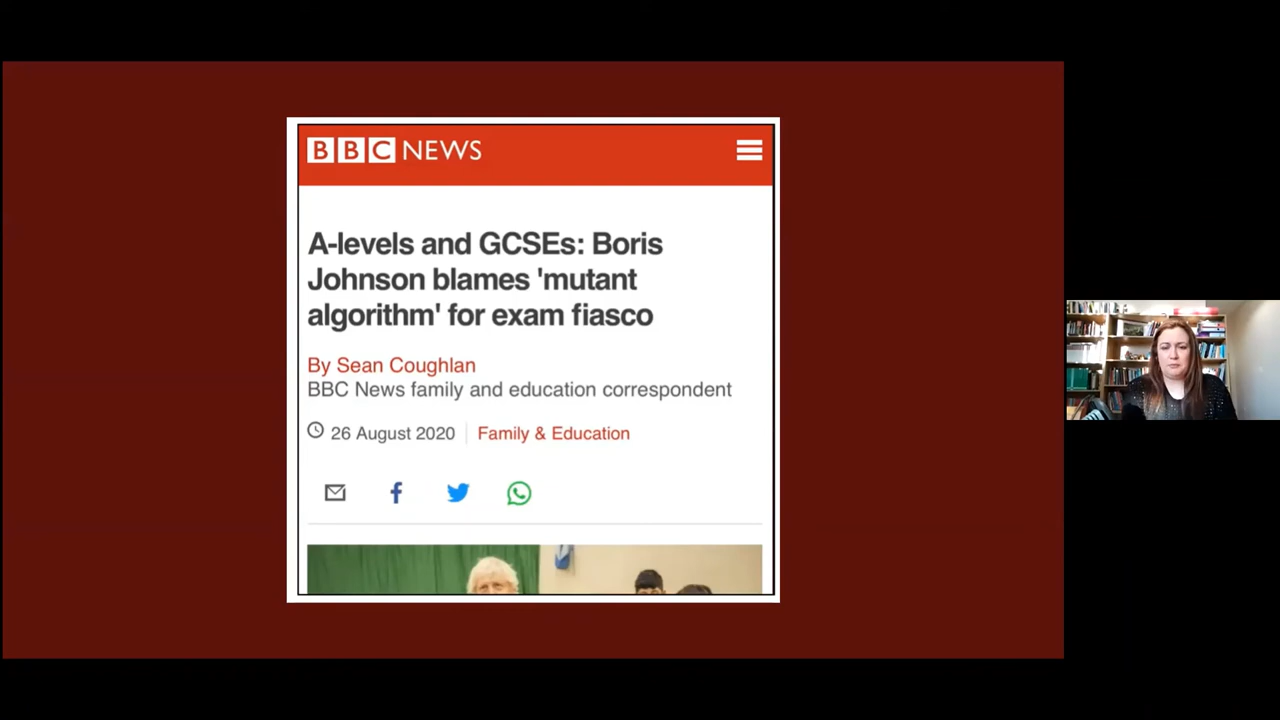 BBC NEWS
A-levels and GCSEs: Boris
Johnson blames 'mutant
algorithm' for exam fiasco
By Sean Coughlan
BBC News family and education correspondent
26 August 2020 | Family & Education